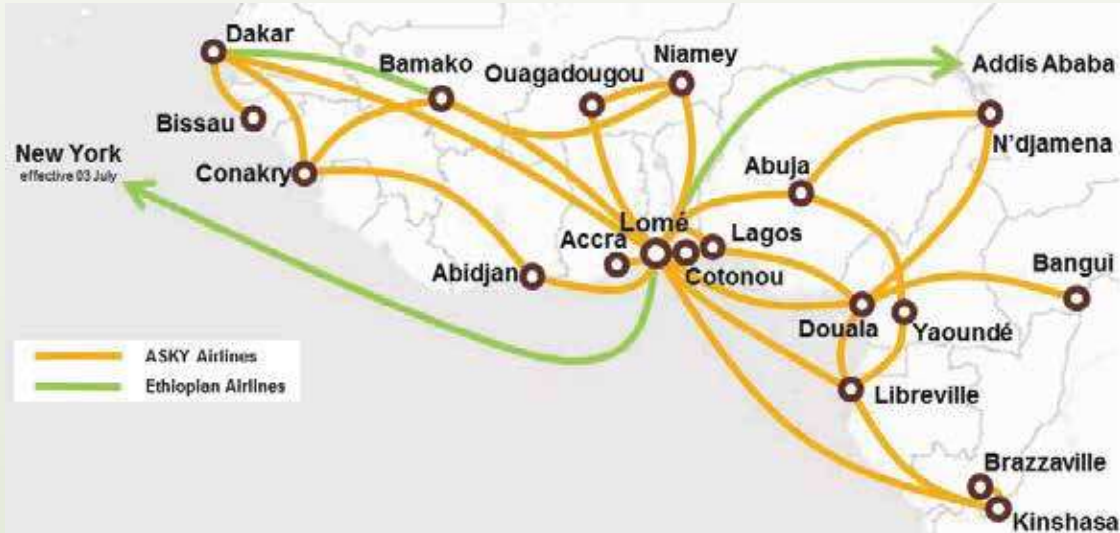 Dakar
Bamako
Ouagadougou
Niamey
Addis Ababa
Bissau
N'djamena
New York
effective 03 July
Conakry
Abuja
Lomé
Accra
Lagos
Abidjan
Cotonou
Bangui
Douala
Yaoundé
ASKY Airlines
Ethiopian Airlines
Libreville
Brazzaville
Kinshasa